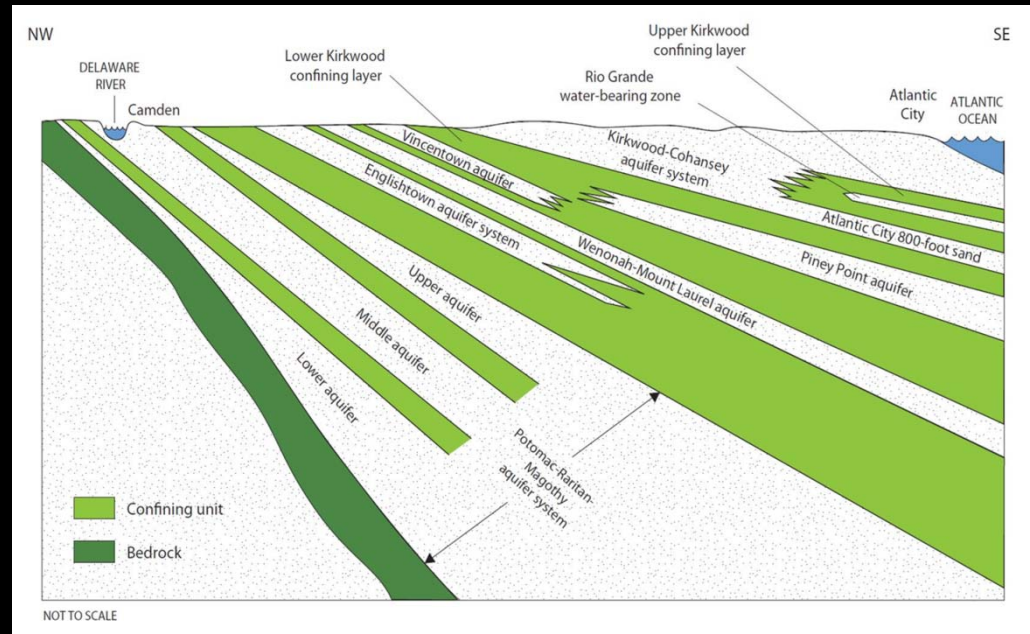 NW
SE
DELAWARE
RIVER
Camden
Lower Kirkwood
confining layer
Upper Kirkwood
confining layer
Rio Grande
water-bearing zone
Atlantic
City
ATLANTIC
OCEAN
Kirkwood-Cohansey
aquifer system
Vincentown aquifer
Englishtown aquifer system
Wenonah-Mount Laurel aquifer
Atlantic City 800-foot sand
Piney Point aquifer
Upper aquifer
Middle aquifer
Lower aquifer
Potomac-Raritan-
Magothy
aquifer system
Confining unit
Bedrock
NOT TO SCALE